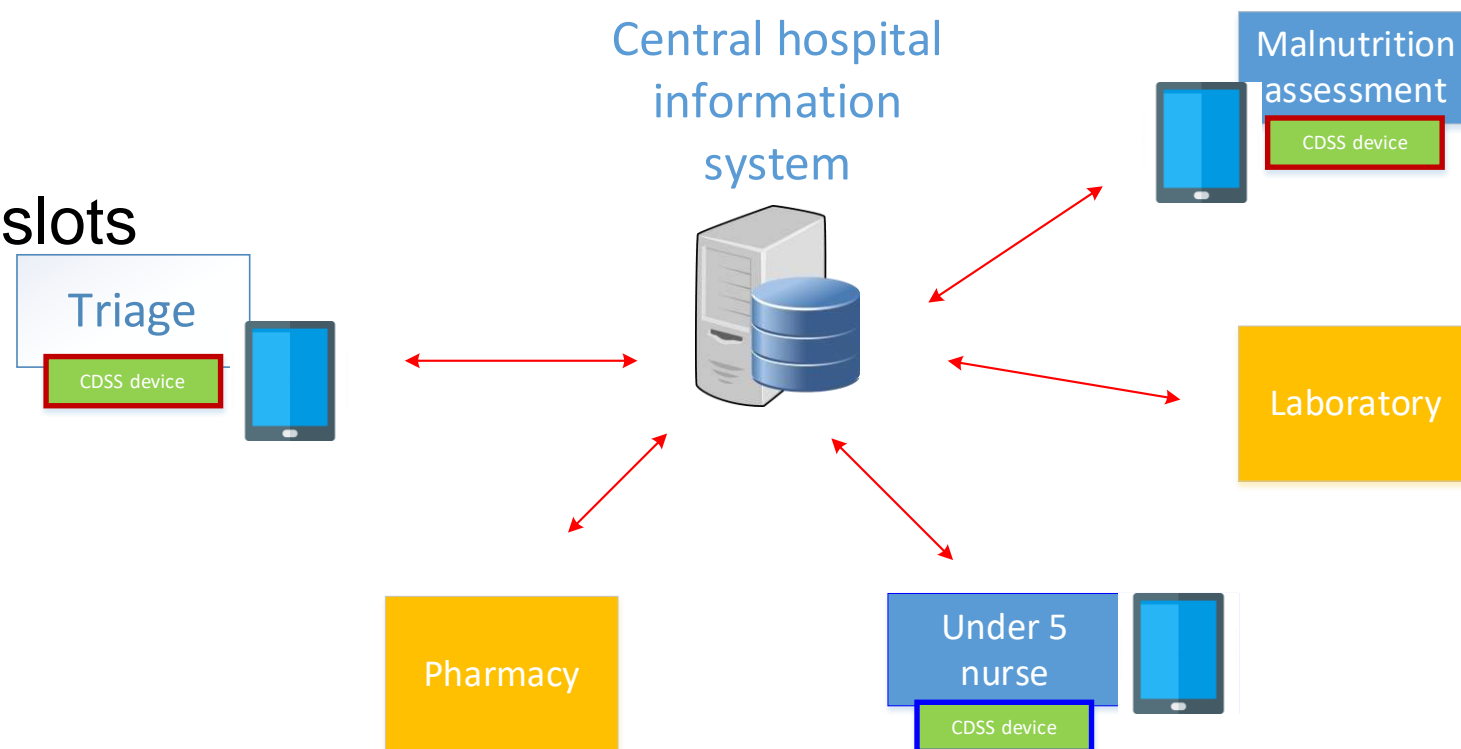 Central hospital
information
system
Malnutrition
assessment
CDSS device
slots
Triage
CDSS device
Laboratory
Pharmacy
Under 5
nurse
CDSS device